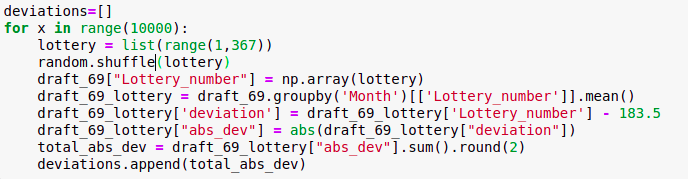 deviations=[]
for x in range(10000):
    lottery = list(range(1,367))
    random.shuffle(lottery)
    draft_69["Lottery_number"] = np.array(lottery)
    draft_69_lottery = draft_69.groupby('Month')[['Lottery_number']].mean()
    draft_69_lottery['deviation'] = draft_69_lottery['Lottery_number'] - 183.5
    draft_69_lottery["abs_dev"] = abs(draft_69_lottery["deviation"])
    total_abs_dev = draft_69_lottery["abs_dev"].sum().round(2)
    deviations.append(total_abs_dev)